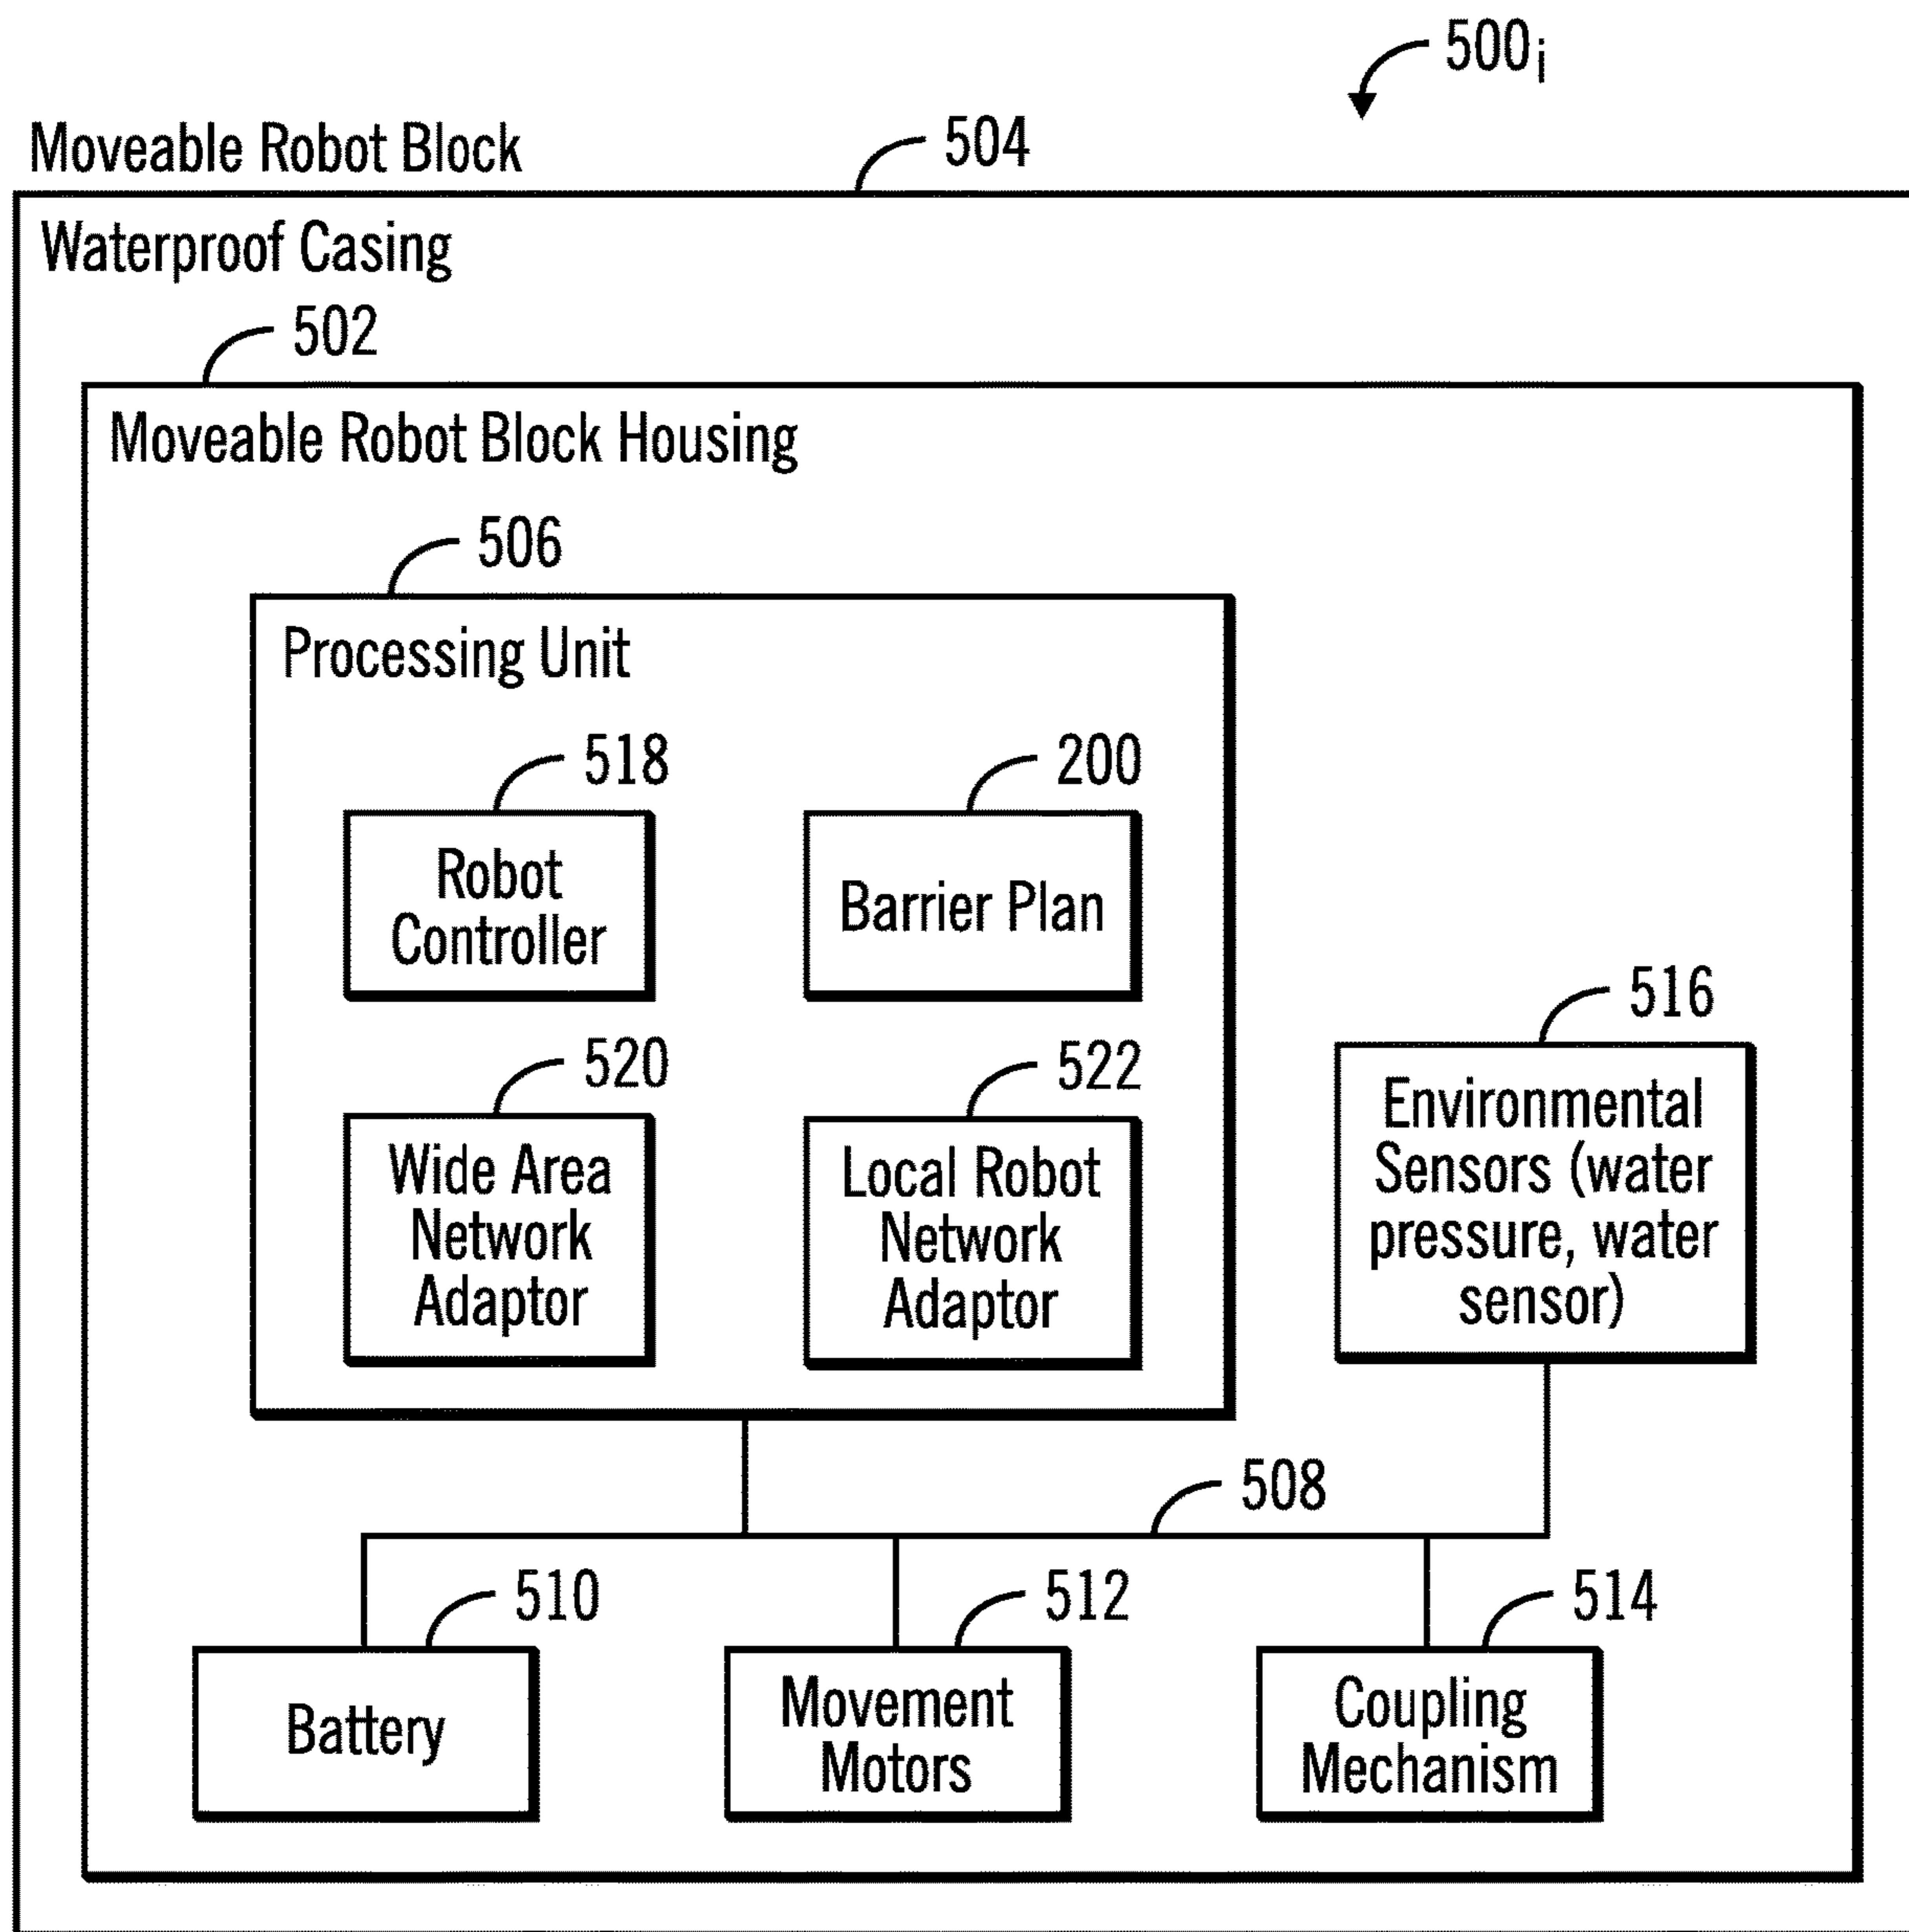 500i
Moveable Robot Block
504
Waterproof Casing
502
Moveable Robot Block Housing
506
Processing Unit
518
200
Robot
Controller
Barrier Plan
516
520
522
Wide Area
Network
Adaptor
Local Robot
Network
Adaptor
Environmental
Sensors (water
pressure, water
sensor)
508
510
512
514
Battery
Movement
Motors
Coupling
Mechanism